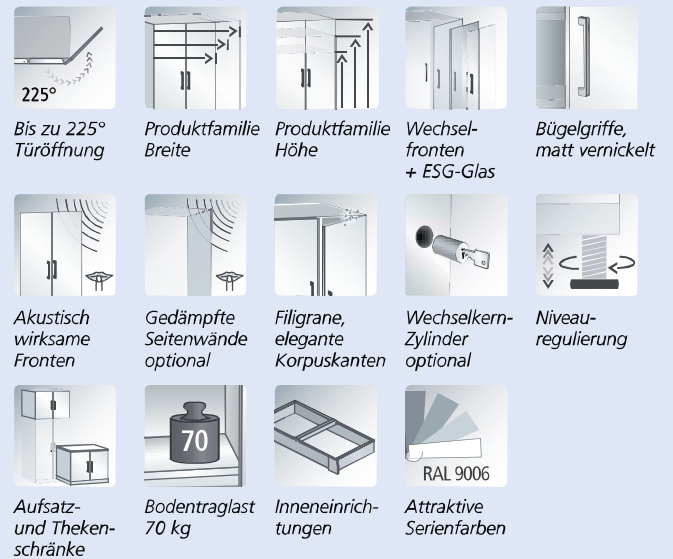 225°
Bis zu 225°
Türöffnung
Produktfamilie
Breite
Produktfamilie
Höhe
Wechsel-
fronten
+ ESG-Glas
Bügelgriffe,
matt vernickelt
Akustisch
wirksame
Fronten
Gedämpfte
Seitenwände
optional
Filigrane,
elegante
Korpuskanten
Wechselkern-
Zylinder
optional
Niveau-
regulierung
Aufsatz-
und Theken-
schränke
70
Bodentraglast
70 kg
Inneneinrich-
tungen
RAL 9006
Attraktive
Serienfarben